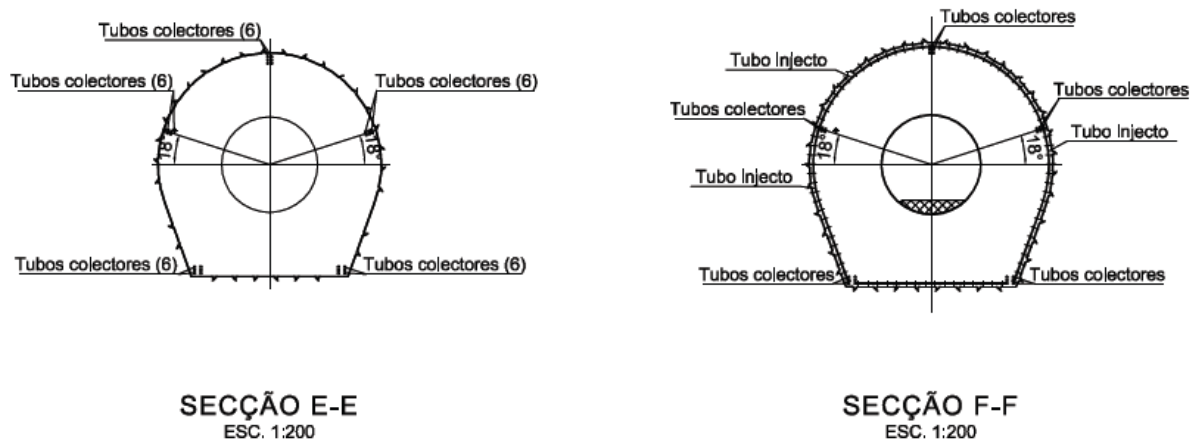 Tubos colectores (6)
Tubos colectores (6)
Tubos colectores (6)
18°
18°
Tubos colectores (6)
Tubos colectores (6)
SECÇÃO E-E
ESC. 1:200
Tubos colectores
Tubo Injecto
Tubos colectores
Tubos colectores
Tubo Injecto
18°
18°
Tubo Injecto
Tubos colectores
Tubos colectores
SECÇÃO F-F
ESC. 1:200